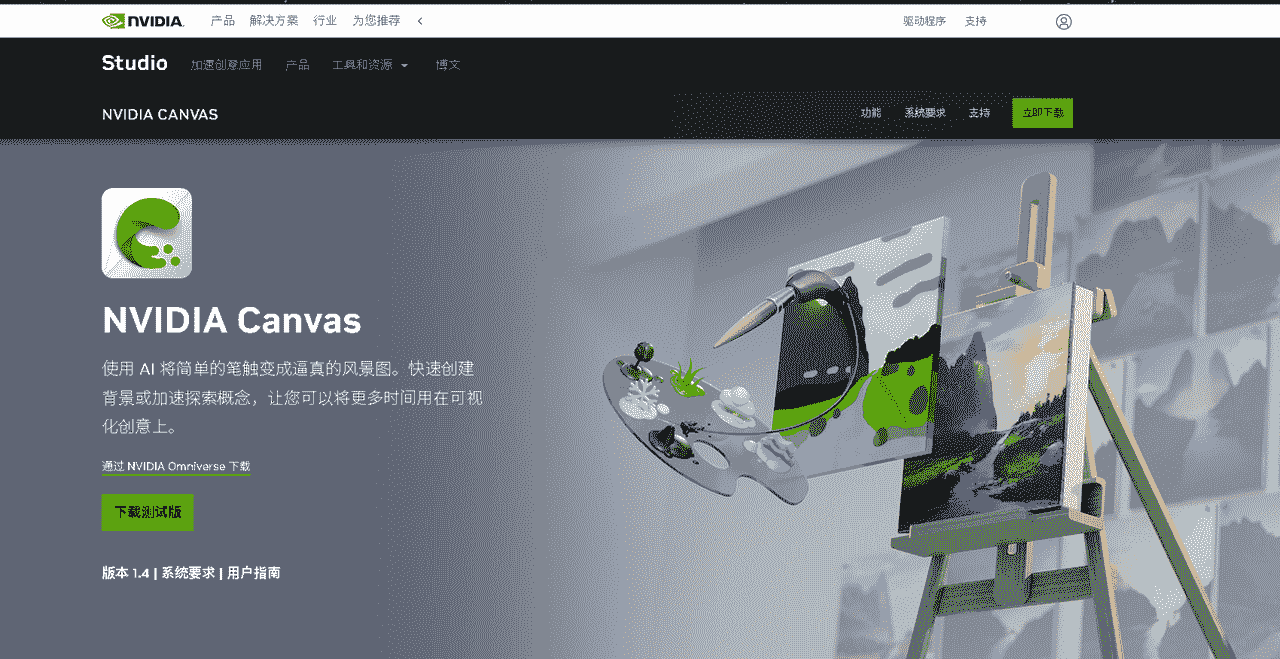 NVIDIA. 产品 解决方案 行业 为您推荐 驱动程序 支持
Studio 加速创意应用 产品 工具和资源 博文
NVIDIA CANVAS 功能 系统要求 支持 立即下载
NVIDIA Canvas
使用 AI 将简单的笔触变成逼真的风景图。快速创建
背景或加速探索概念，让您可以将更多时间用在可视
化创意上。
通过 NVIDIA Omniverse 下载
下载测试版
版本 1.4 | 系统要求 | 用户指南